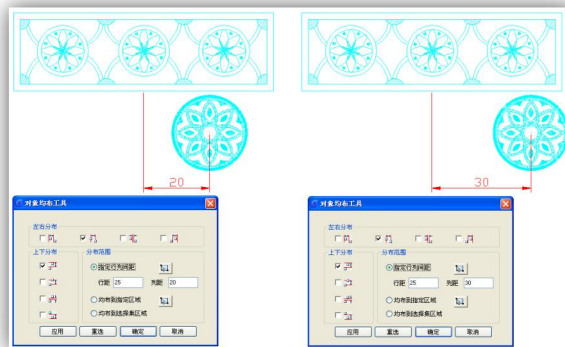 20
30
对象均布工具
对象均布工具
左右分布
左右分布
上下分布
分布范围
上下分布
分布范围
指定行列间距
指定行列间距
行距 25 列距 20
行距 25 列距 30
均布到指定区域
均布到指定区域
均布到选择集区域
均布到选择集区域
应用 重选 确定 取消
应用 重选 确定 取消